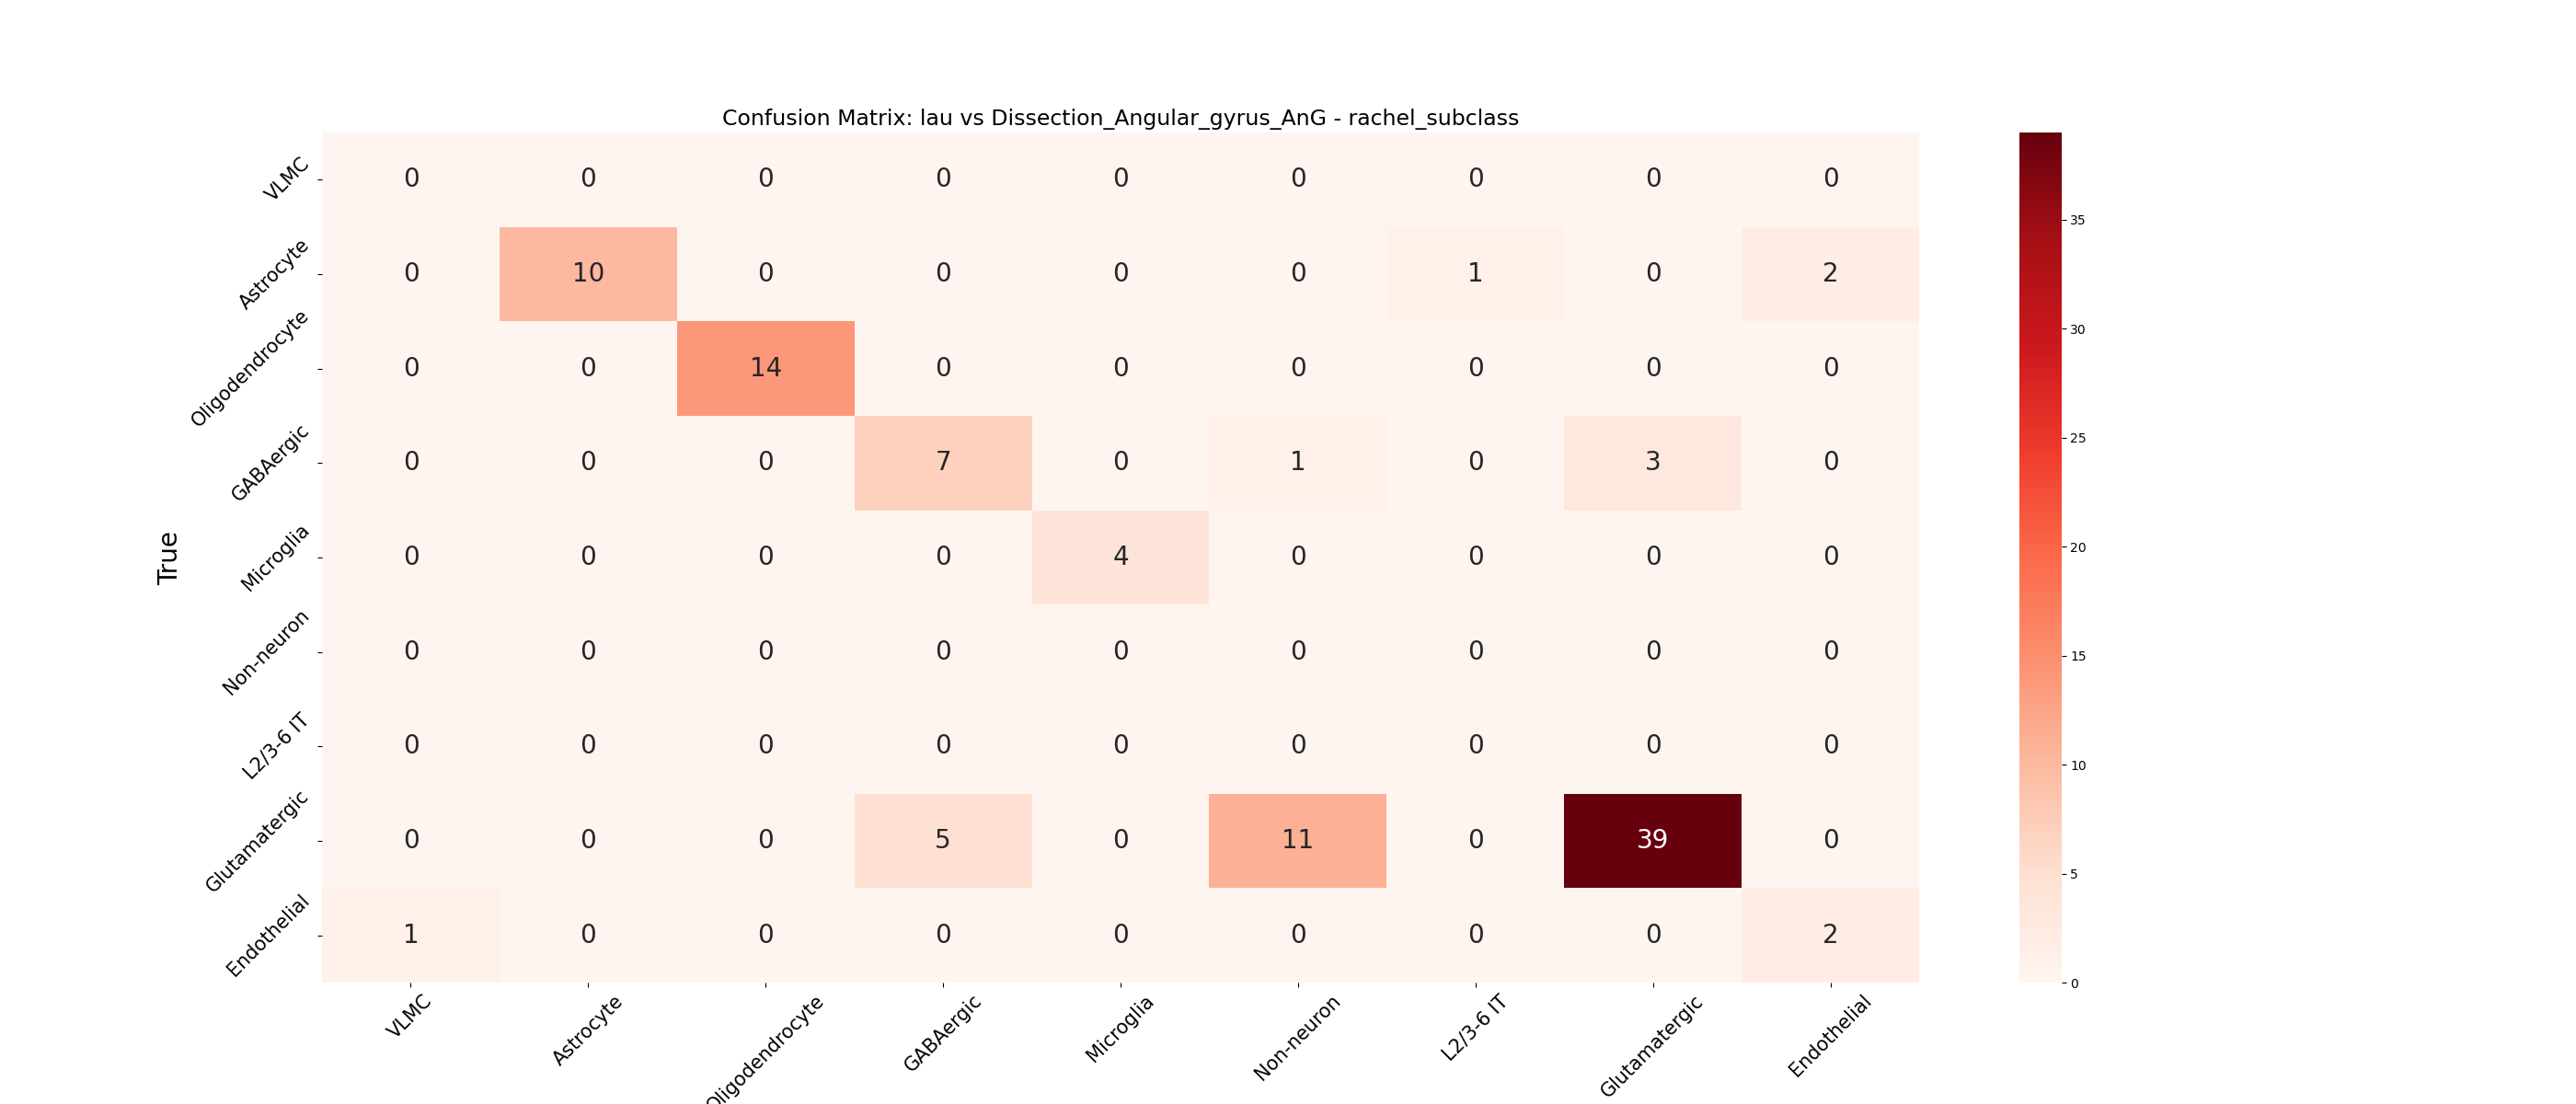 Confusion Matrix: lau vs Dissection_Angular_gyrus_AnG - rachel_subclass
True
VLMC 0 0 0 0 0 0 0 0 0
Astrocyte 0 10 0 0 0 0 1 0 2
Oligodendrocyte 0 0 14 0 0 0 0 0 0
GABAergic 0 0 0 7 0 1 0 3 0
Microglia 0 0 0 0 4 0 0 0 0
Non-neuron 0 0 0 0 0 0 0 0 0
L2/3-6 IT 0 0 0 0 0 0 0 0 0
Glutamatergic 0 0 0 5 0 11 0 39 0
Endothelial 1 0 0 0 0 0 0 0 2
VLMC Astrocyte Oligodendrocyte GABAergic Microglia Non-neuron L2/3-6 IT Glutamatergic Endothelial
35
30
25
20
15
10
5
0